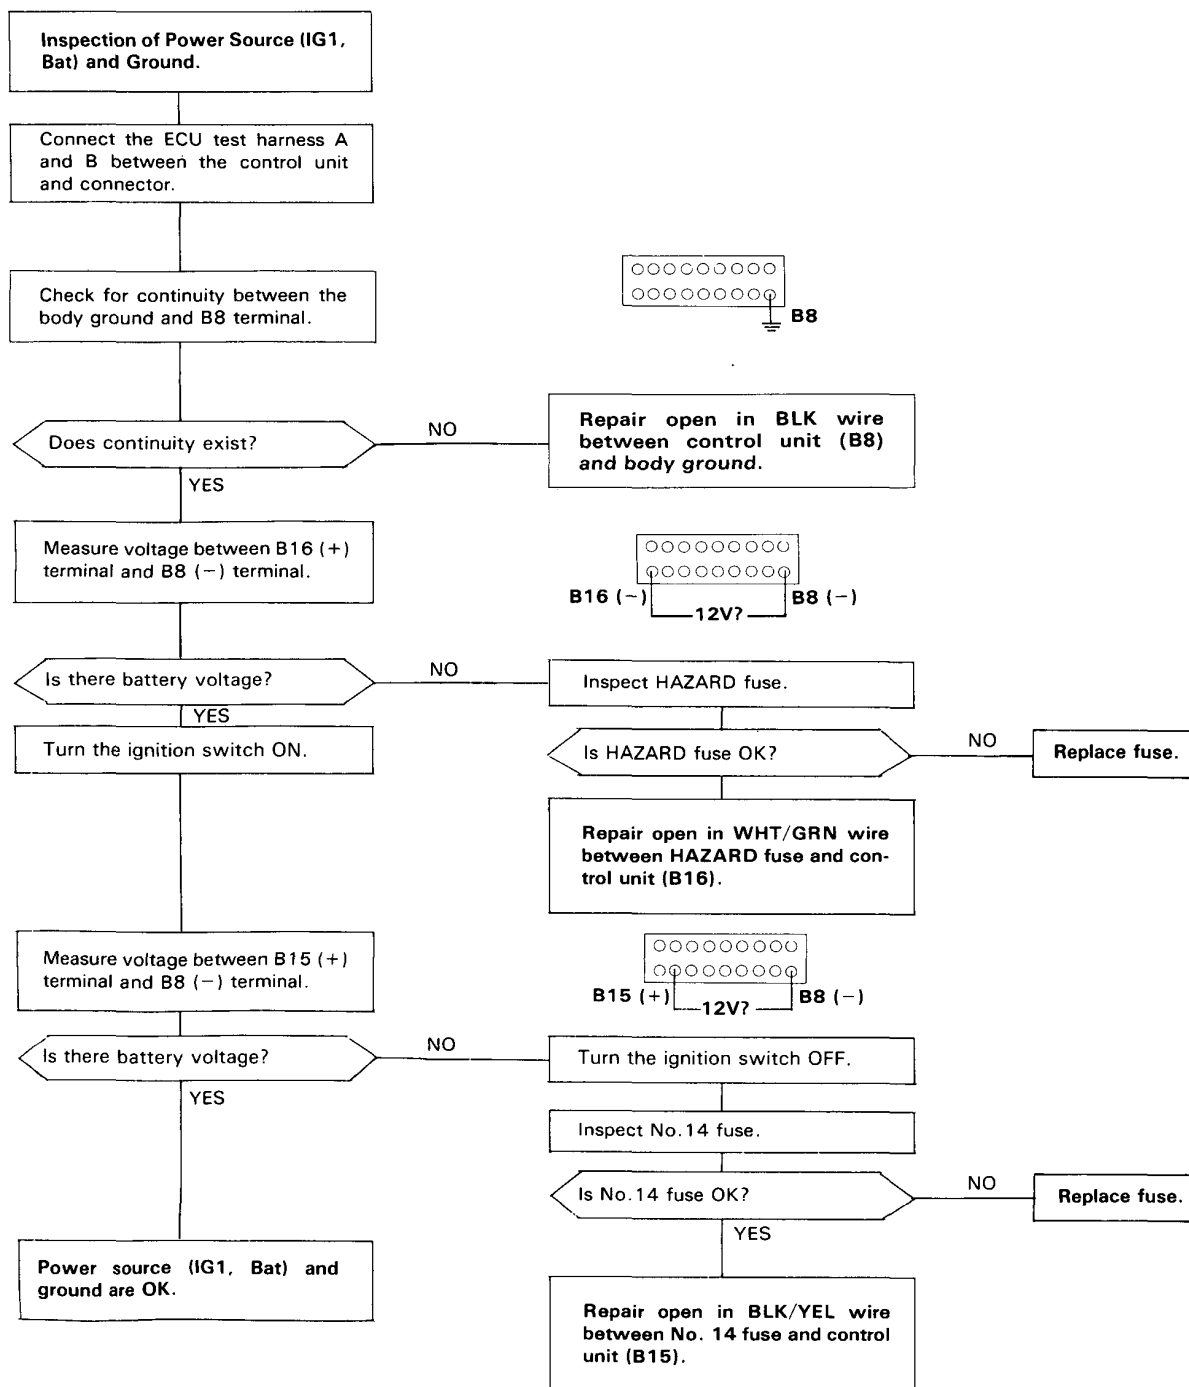 Inspection of Power Source (IG1,
Bat) and Ground.
Connect the ECU test harness A
and B between the control unit
and connector.
Check for continuity between the
body ground and B8 terminal.
B8
Does continuity exist?
NO
Repair open in BLK wire
between control unit (B8)
and body ground.
YES
Measure voltage between B16 (+)
terminal and B8 (−) terminal.
B16 (−)
12V?
B8 (−)
Is there battery voltage?
NO
Inspect HAZARD fuse.
YES
Turn the ignition switch ON.
Is HAZARD fuse OK?
NO
Replace fuse.
Repair open in WHT/GRN wire
between HAZARD fuse and con-
trol unit (B16).
Measure voltage between B15 (+)
terminal and B8 (−) terminal.
B15 (+)
12V?
B8 (−)
Is there battery voltage?
NO
Turn the ignition switch OFF.
YES
Inspect No.14 fuse.
Is No.14 fuse OK?
NO
Replace fuse.
YES
Power source (IG1, Bat) and
ground are OK.
Repair open in BLK/YEL wire
between No. 14 fuse and control
unit (B15).